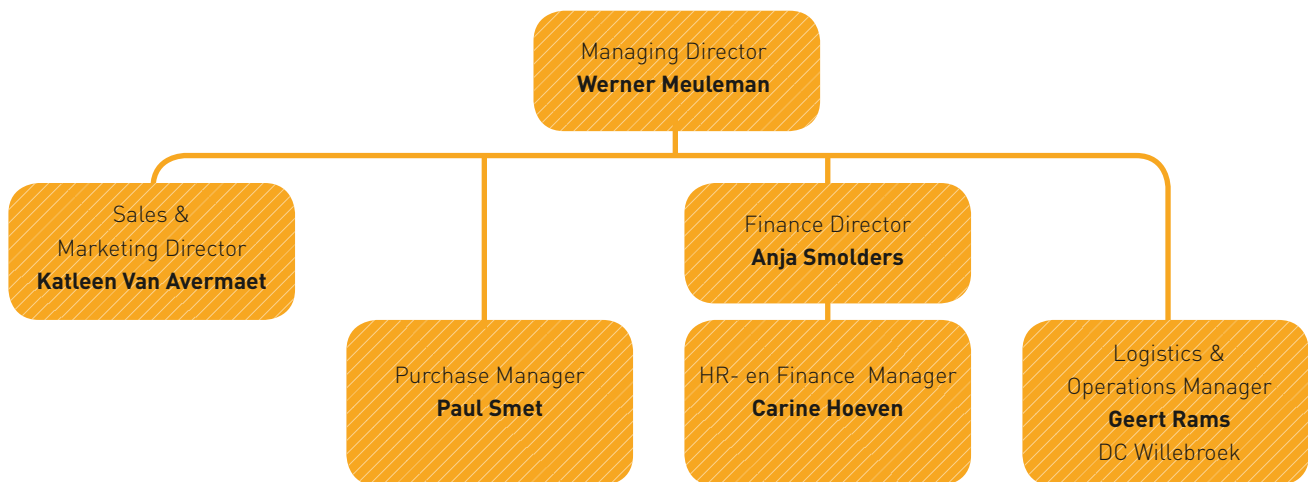 Managing Director
Werner Meuleman
Sales &
Marketing Director
Katleen Van Avermaet
Finance Director
Anja Smolders
Purchase Manager
Paul Smet
HR- en Finance Manager
Carine Hoeven
Logistics &
Operations Manager
Geert Rams
DC Willebroek